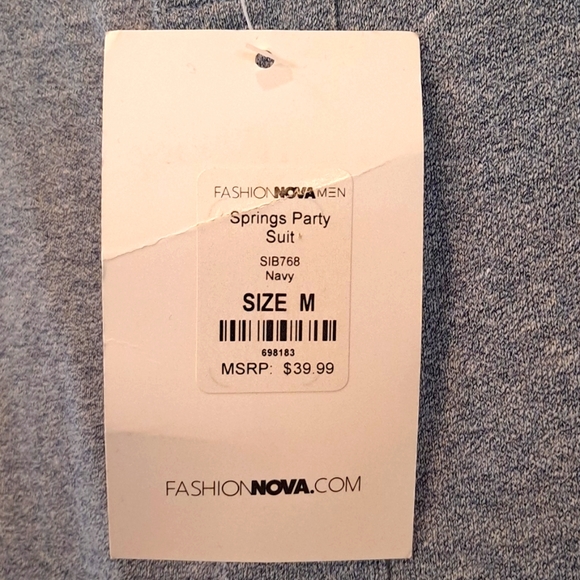 FASHIONNOVAMEN
Springs Party
Suit
SIB768
Navy
SIZE M
698183
MSRP: $39.99
FASHIONNOVA.COM